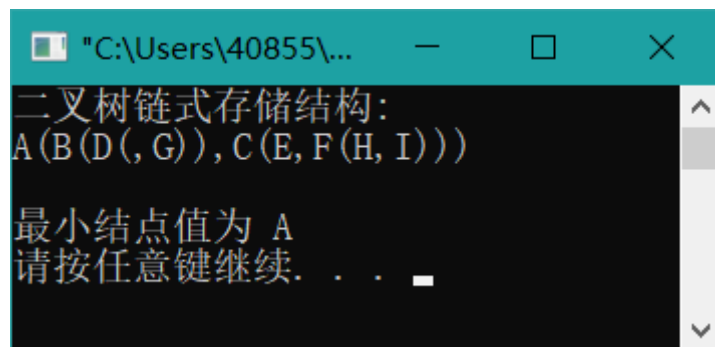 "C:\Users\40855\...
二叉树链式存储结构:
A(B(D(,G)),C(E,F(H,I)))
最小结点值为 A
请按任意键继续. . .